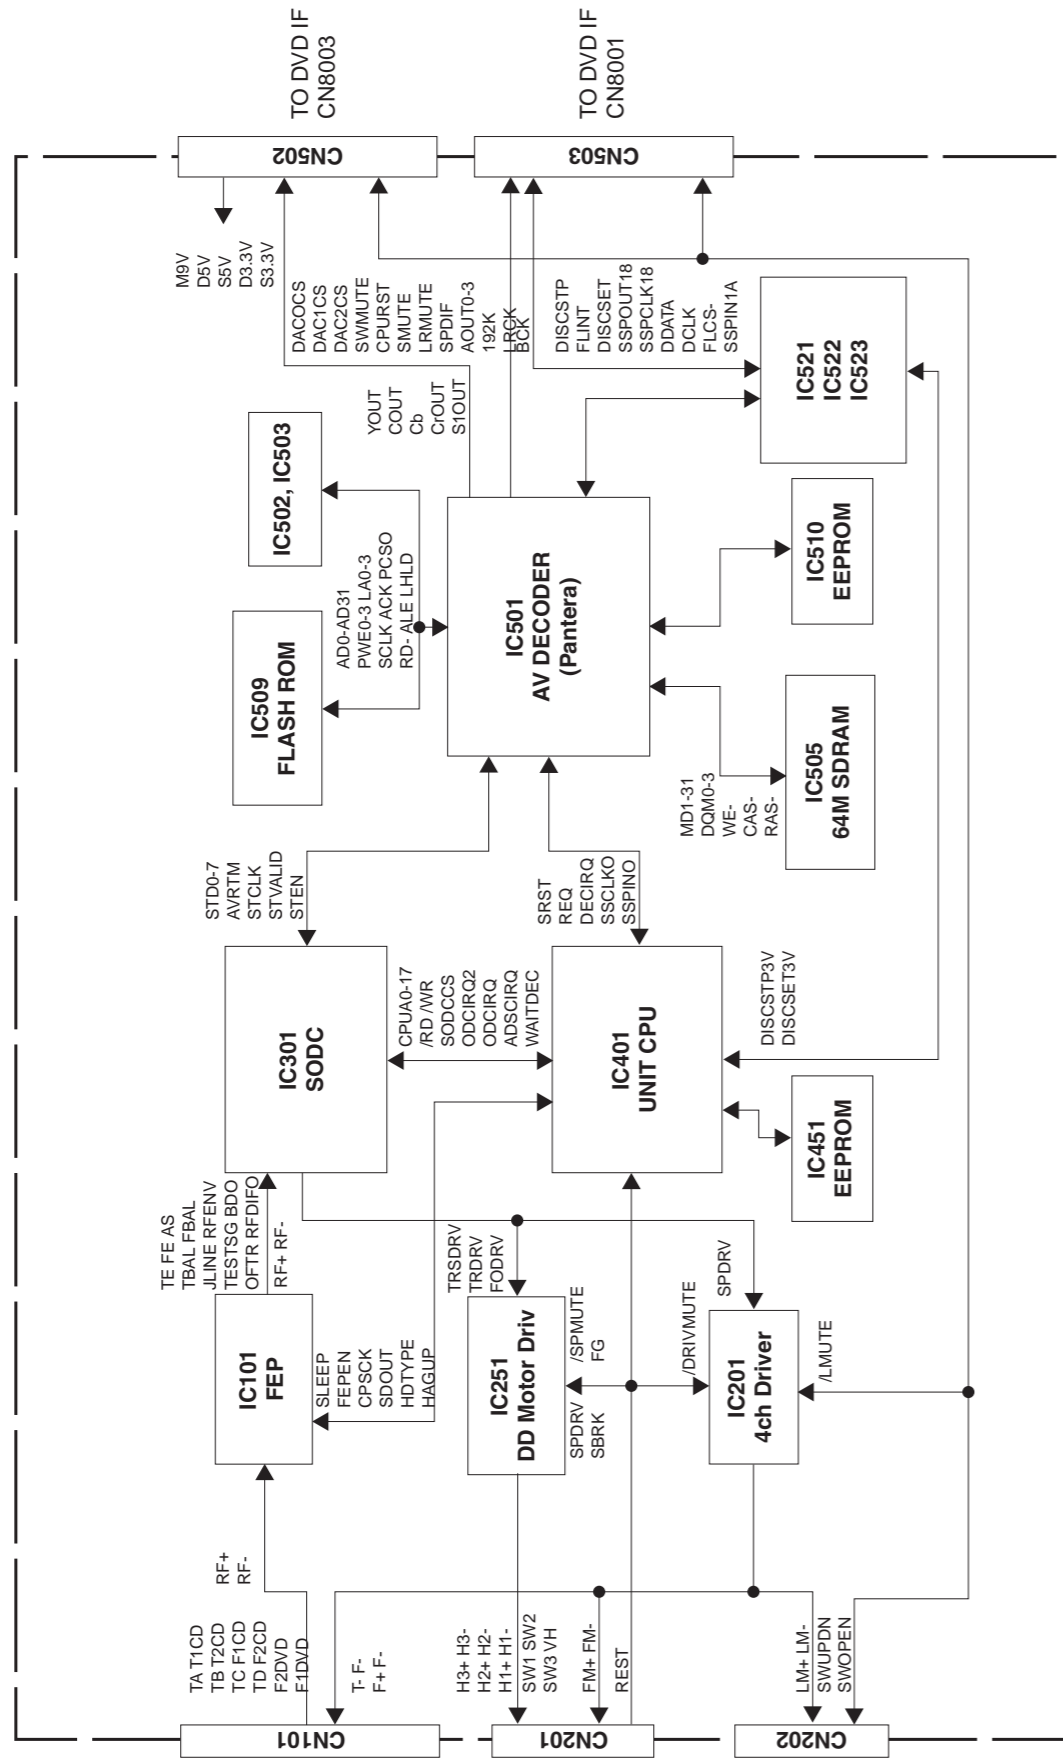 TO DVD IF
CN8003
TO DVD IF
CN8001
CN502
CN503
M9V
D5V
S5V
D3.3V
S3.3V
DACOCS
DAC1CS
DAC2CS
SWMUTE
CPURST
SMUTE
LRMUTE
SPDIF
AOUT0-3
192K
LRCK
BCK
DISCSTP
FLINT
DISCSET
SSPOUT18
SSPCLK18
DDATA
DCLK
FLCS-
SSPIN1A
YOUT
COUT
Cb
CrOUT
S1OUT
IC502, IC503
IC521
IC522
IC523
IC509
FLASH ROM
AD0-AD31
PWE0-3 LA0-3
SCLK ACK PCSO
RD- ALE LHLD
IC501
AV DECODER
(Pantera)
IC510
EEPROM
IC505
64M SDRAM
MD1-31
DQM0-3
WE-
CAS-
RAS-
STD0-7
AVRTM
STCLK
STVALID
STEN
SRST
REQ
DECIRQ
SSCLKO
SSPINO
IC301
SODC
CPUA0-17
/RD /WR
SODCCS
ODCIRQ2
ODCIRQ
ADSCIRQ
WAITDEC
IC401
UNIT CPU
DISCSTP3V
DISCSET3V
IC451
EEPROM
TE FE AS
TBAL FBAL
JLINE RFENV
TESTSG BDO
OFTR RFDIFO
RF+ RF-
IC101
FEP
SLEEP
FEPEN
CPSCK
SDOUT
HDTYPE
HAGUP
TRSDRV
TRDRV
FODRV
IC251
DD Motor Driv
/SPMUTE
FG
SPDRV
SBRK
/DRIVMUTE
SPDRV
IC201
4ch Driver
/LMUTE
RF+
RF-
TA T1CD
TB T2CD
TC F1CD
TD F2CD
F2DVD
F1DVD
T- F-
F+ F-
H3+ H3-
H2+ H2-
H1+ H1-
SW1 SW2
SW3 VH
FM+ FM-
REST
LM+ LM-
SWUPDN
SWOPEN
CN101
CN201
CN202